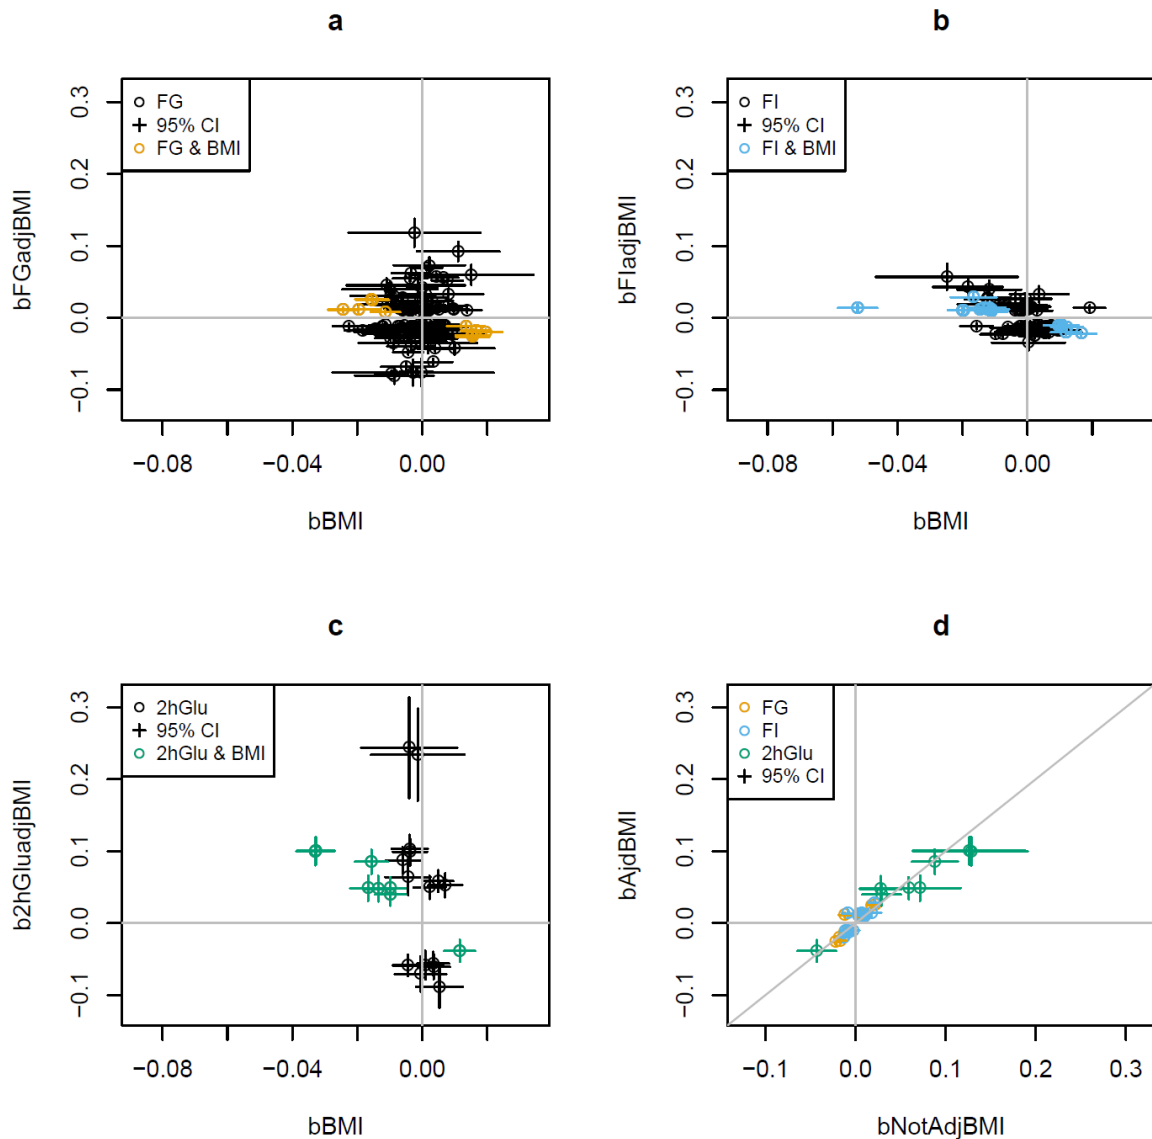 a
FG
95% CI
FG & BMI
bFGadjBMI
0.3
0.2
0.1
0.0
−0.1
−0.08
−0.04
0.00
bBMI
b
FI
95% CI
FI & BMI
bFIadjBMI
0.3
0.2
0.1
0.0
−0.1
−0.08
−0.04
0.00
bBMI
c
2hGlu
95% CI
2hGlu & BMI
b2hGluadjBMI
0.3
0.2
0.1
0.0
−0.1
−0.08
−0.04
0.00
bBMI
d
FG
FI
2hGlu
95% CI
bAjdBMI
0.3
0.2
0.1
0.0
−0.1
−0.1
0.0
0.1
0.2
0.3
bNotAdjBMI